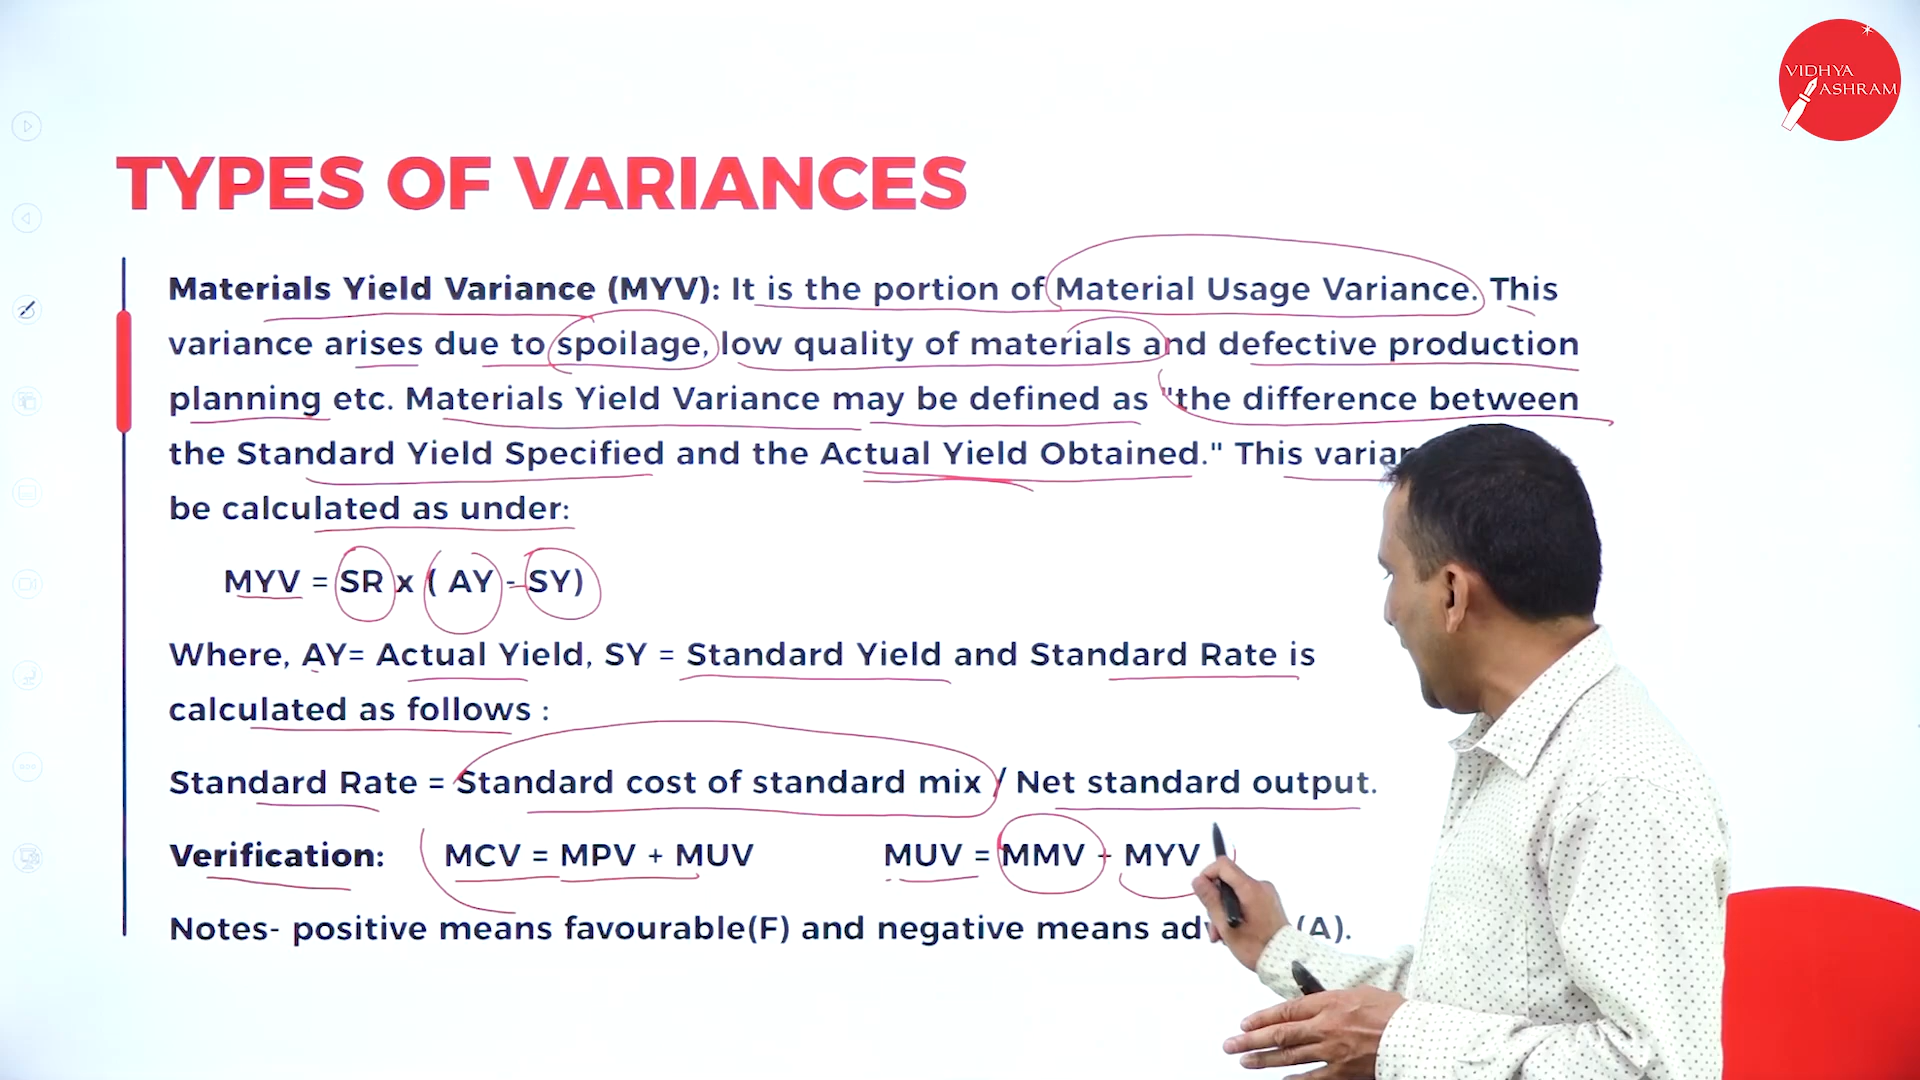 VIDHYA
ASHRAM
TYPES OF VARIANCES
Materials Yield Variance (MYV): It is the portion of Material Usage Variance. This
variance arises due to spoilage, low quality of materials and defective production
planning etc. Materials Yield Variance may be defined as "the difference between
the Standard Yield Specified and the Actual Yield Obtained." This
be calculated as under:
MYV = SR x ( AY - SY)
Where, AY= Actual Yield, SY = Standard Yield and Standard Rate is
calculated as follows :
Standard Rate = Standard cost of standard mix / Net standard output.
Verification: MCV = MPV + MUV MUV = MMV + MYV
Notes- positive means favourable(F) and negative means (A).